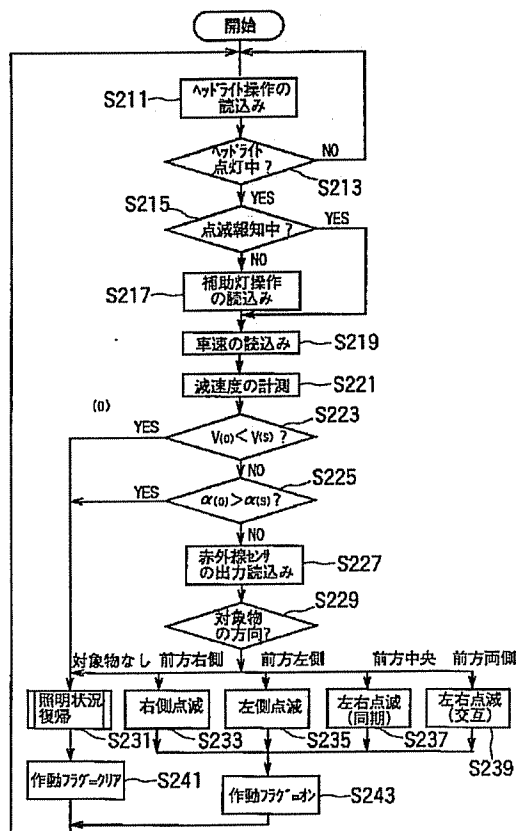 開始
S211
ヘッドライト操作の
読込み
ヘッドライト
点灯中?
NO
S213
YES
S215
点滅報知中?
YES
NO
S217
補助灯操作
の読込み
車速の読込み
S219
減速度の計測
S221
(0)
S223
YES
V(0)<V(S)?
NO
S225
YES
α(0)>α(S)?
NO
赤外線センサ
の出力読込み
S227
S229
対象物
の方向?
対象物なし
前方右側
前方左側
前方中央
前方両側
照明状況
復帰
右側点滅
左側点滅
左右点滅
(同期)
左右点滅
(交互)
S231
S233
S235
S237
S239
作動フラグ=クリア
S241
作動フラグ=オン
S243